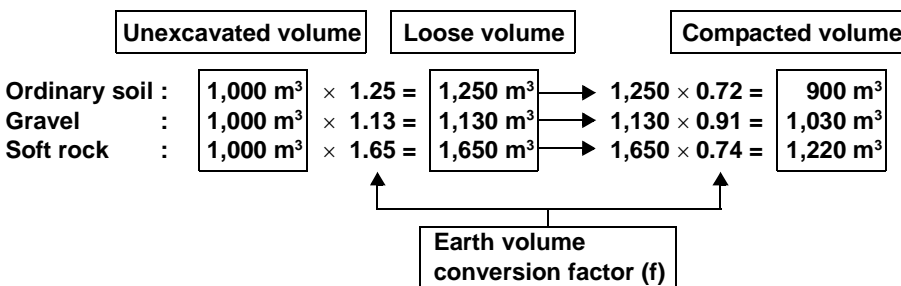 Unexcavated volume Loose volume Compacted volume
Ordinary soil : 1,000 m³ × 1.25 = 1,250 m³ 1,250 × 0.72 = 900 m³
Gravel : 1,000 m³ × 1.13 = 1,130 m³ 1,130 × 0.91 = 1,030 m³
Soft rock : 1,000 m³ × 1.65 = 1,650 m³ 1,650 × 0.74 = 1,220 m³
Earth volume
conversion factor (f)